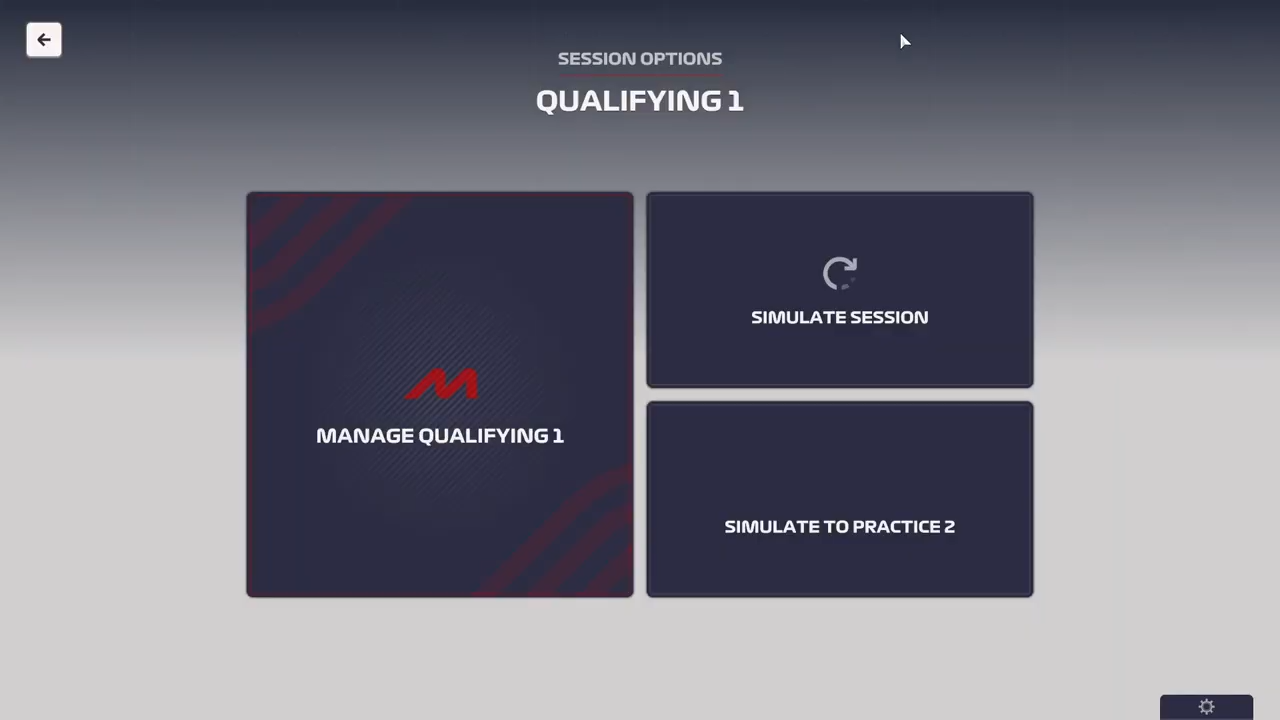 SESSION OPTIONS
QUALIFYING 1
MANAGE QUALIFYING 1
SIMULATE SESSION
SIMULATE TO PRACTICE 2